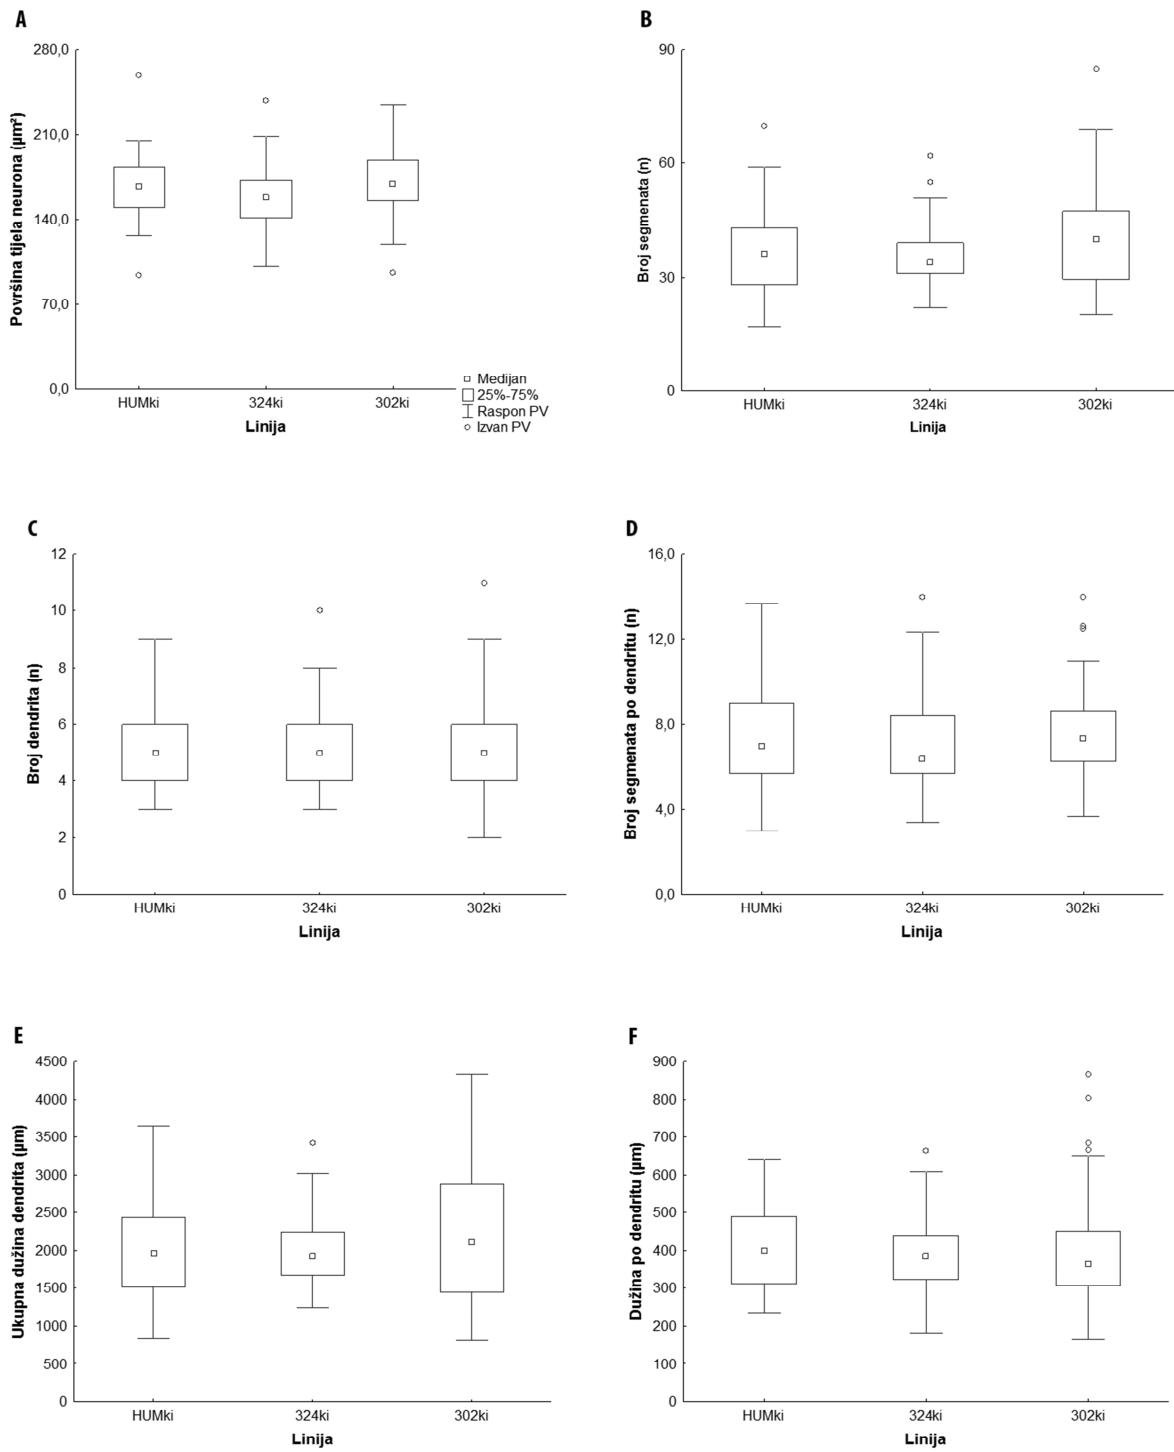 A
Površina tijela neurona (µm²)
280,0
210,0
140,0
70,0
0,0
HUMki 324ki 302ki
Linija
Medijan
25%-75%
Raspon PV
Izvan PV
B
Broj segmenata (n)
90
60
30
0
HUMki 324ki 302ki
Linija
C
Broj dendrita (n)
12
10
8
6
4
2
0
HUMki 324ki 302ki
Linija
D
Broj segmenata po dendritu (n)
16,0
12,0
8,0
4,0
0,0
HUMki 324ki 302ki
Linija
E
Ukupna dužina dendrita (µm)
4500
4000
3500
3000
2500
2000
1500
1000
500
0
HUMki 324ki 302ki
Linija
F
Dužina po dendritu (µm)
900
800
700
600
500
400
300
200
100
0
HUMki 324ki 302ki
Linija